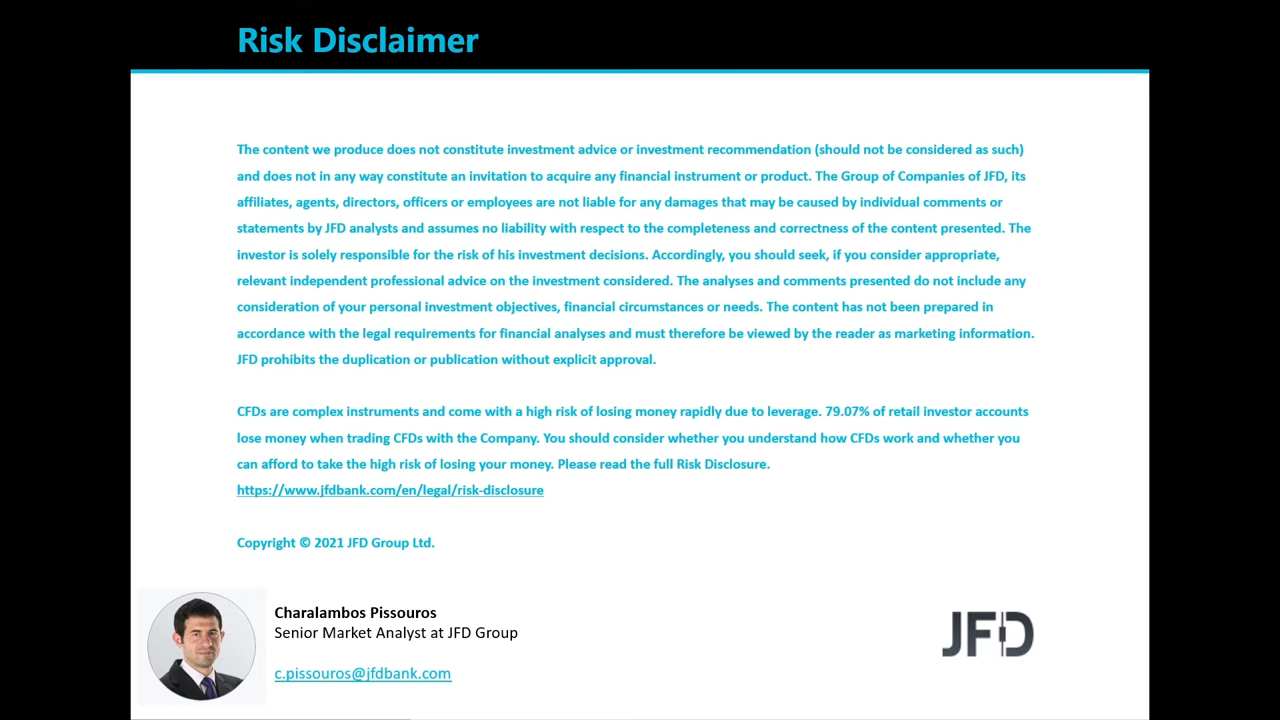 Risk Disclaimer
The content we produce does not constitute investment advice or investment recommendation (should not be considered as such)
and does not in any way constitute an invitation to acquire any financial instrument or product. The Group of Companies of JFD, its
affiliates, agents, directors, officers or employees are not liable for any damages that may be caused by individual comments or
statements by JFD analysts and assumes no liability with respect to the completeness and correctness of the content presented. The
investor is solely responsible for the risk of his investment decisions. Accordingly, you should seek, if you consider appropriate,
relevant independent professional advice on the investment considered. The analyses and comments presented do not include any
consideration of your personal investment objectives, financial circumstances or needs. The content has not been prepared in
accordance with the legal requirements for financial analyses and must therefore be viewed by the reader as marketing information.
JFD prohibits the duplication or publication without explicit approval.
CFDs are complex instruments and come with a high risk of losing money rapidly due to leverage. 79.07% of retail investor accounts
lose money when trading CFDs with the Company. You should consider whether you understand how CFDs work and whether you
can afford to take the high risk of losing your money. Please read the full Risk Disclosure.
https://www.jfdbank.com/en/legal/risk-disclosure
Copyright © 2021 JFD Group Ltd.
Charalambos Pissouros
Senior Market Analyst at JFD Group
c.pissouros@jfdbank.com
JFD